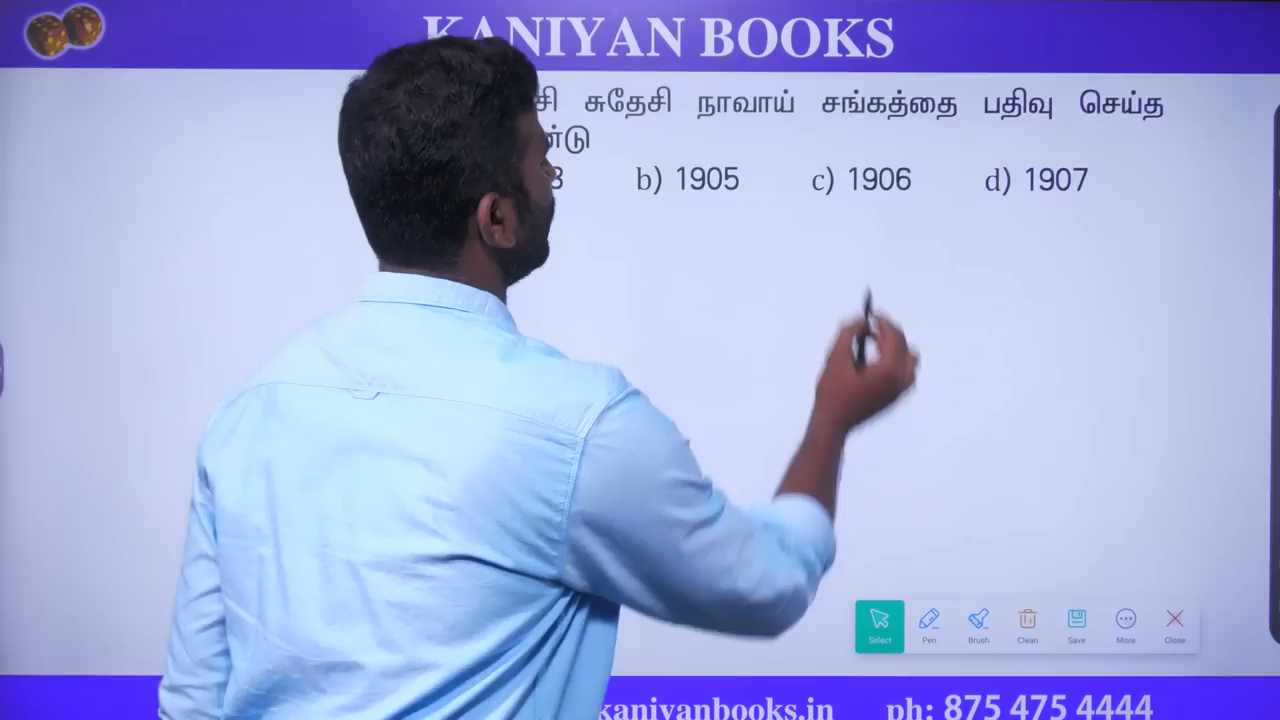 KANIYAN BOOKS
சுதேசி நாவாய் சங்கத்தை பதிவு செய்த
b) 1905 c) 1906 d) 1907
Select Pen Brush Clean Save More Close
kaniyanbooks.in ph: 875 475 4444